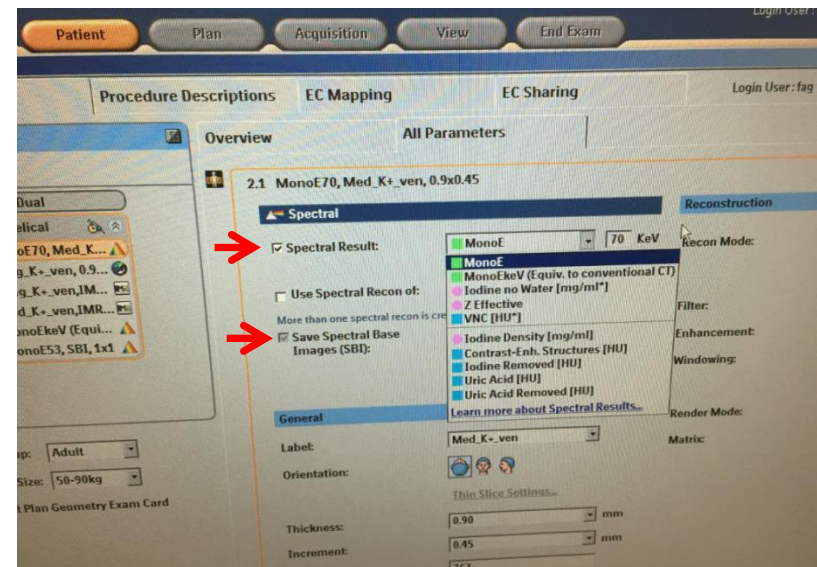 Login User:
Patient Plan Acquisition View End Exam
Procedure Descriptions EC Mapping EC Sharing Login User: fag
Overview All Parameters
2.1 MonoE70, Med_K+_ven, 0.9x0.45
Dual
elical
oE70, Med_K...
g_K+_ven, 0.9...
g_K+_ven,IM...
d_K+_ven,IMR...
onoEkeV (Equi...
onoE53, SBI, 1x1
up: Adult
Size: 50-90kg
t Plan Geometry Exam Card
Spectral
Spectral Result: MonoE 70 KeV
MonoE
MonoEkeV (Equiv. to conventional CT)
Iodine no Water [mg/ml*]
Z Effective
VNC [HU*]
Iodine Density [mg/ml]
Contrast-Enh. Structures [HU]
Iodine Removed [HU]
Uric Acid [HU]
Uric Acid Removed [HU]
Learn more about Spectral Results...
Use Spectral Recon of:
More than one spectral recon is cre
Save Spectral Base
Images (SBI):
General
Label: Med_K+_ven
Orientation:
Thin Slice Settings...
Thickness: 0.90 mm
Increment: 0.45 mm
Reconstruction
Recon Mode:
Filter:
Enhancement:
Windowing:
Render Mode:
Matrix: